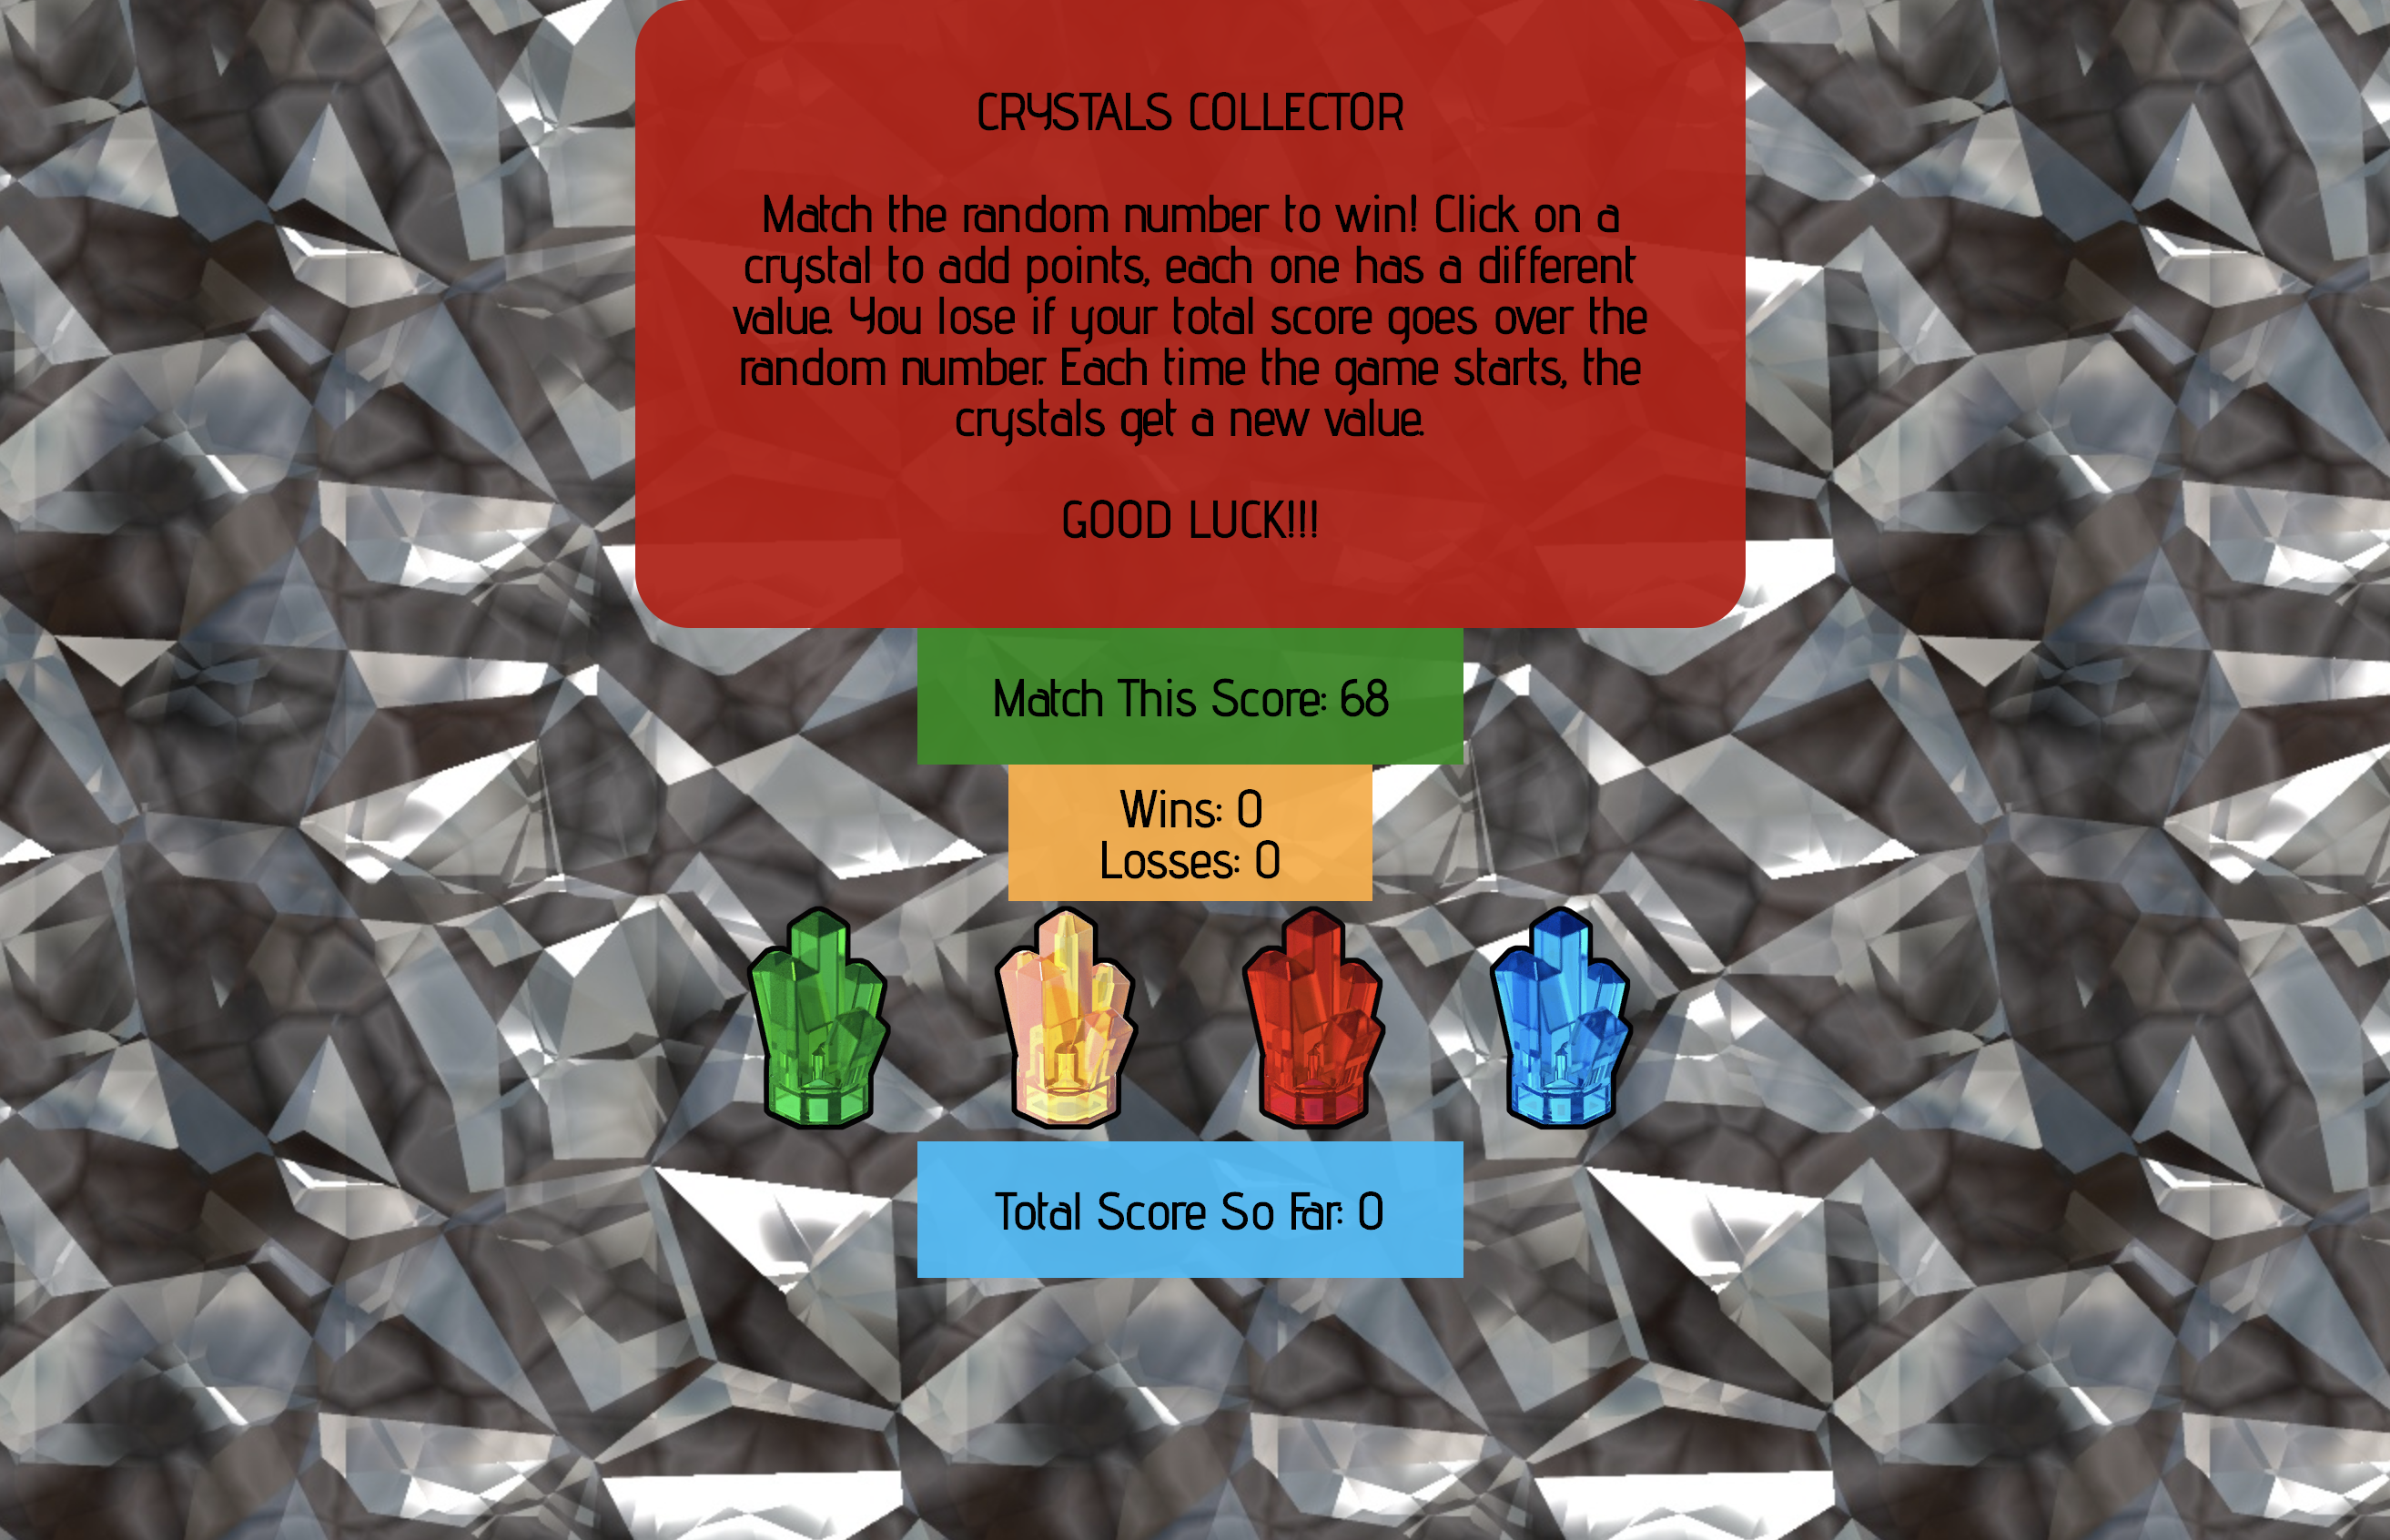 CRYSTALS COLLECTOR
Match the random number to win! Click on a
crystal to add points, each one has a different
value. You lose if your total score goes over the
random number. Each time the game starts, the
crystals get a new value.
GOOD LUCK!!!
Match This Score: 68
Wins: 0
Losses: 0
Total Score So Far: 0